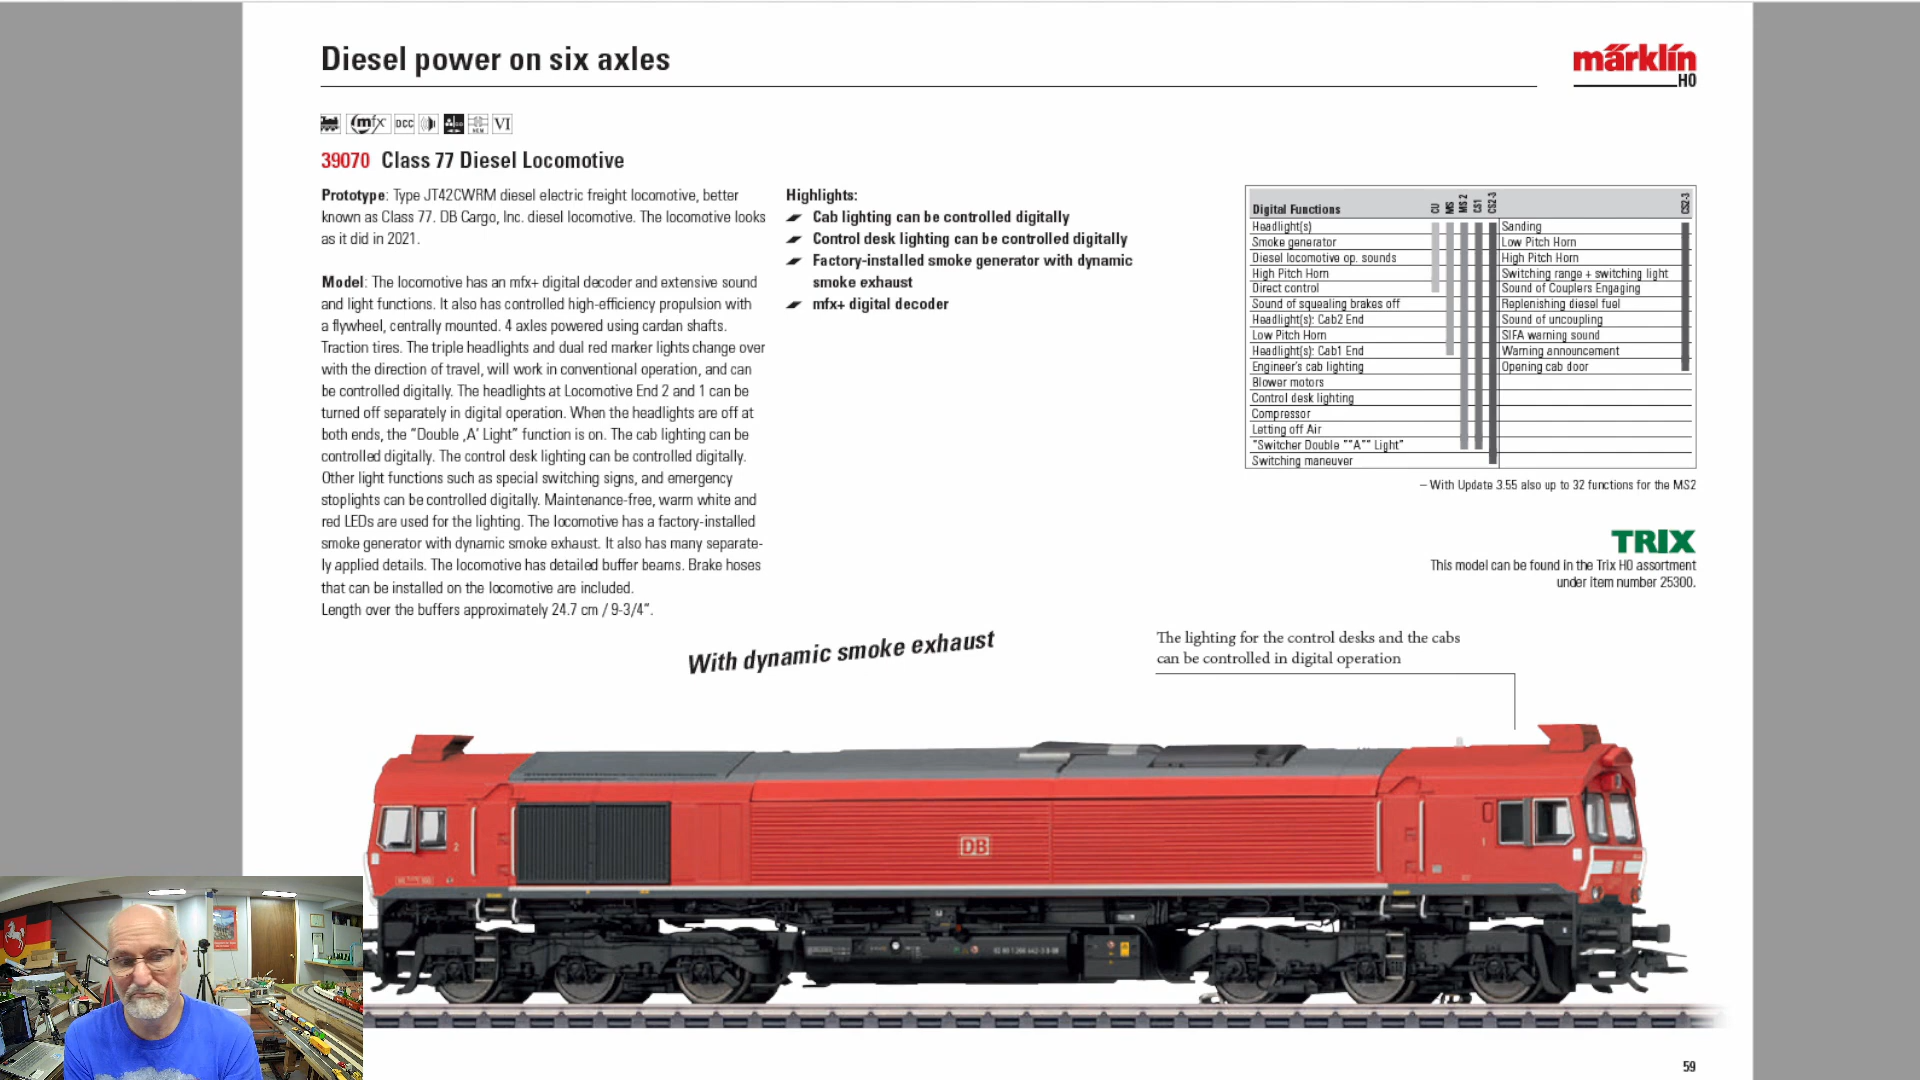 Diesel power on six axles
märklín
H0
mfx DCC VI
39070 Class 77 Diesel Locomotive
Prototype: Type JT42CWRM diesel electric freight locomotive, better
known as Class 77. DB Cargo, Inc. diesel locomotive. The locomotive looks
as it did in 2021.
Model: The locomotive has an mfx+ digital decoder and extensive sound
and light functions. It also has controlled high-efficiency propulsion with
a flywheel, centrally mounted. 4 axles powered using cardan shafts.
Traction tires. The triple headlights and dual red marker lights change over
with the direction of travel, will work in conventional operation, and can
be controlled digitally. The headlights at Locomotive End 2 and 1 can be
turned off separately in digital operation. When the headlights are off at
both ends, the "Double ‚A' Light" function is on. The cab lighting can be
controlled digitally. The control desk lighting can be controlled digitally.
Other light functions such as special switching signs, and emergency
stoplights can be controlled digitally. Maintenance-free, warm white and
red LEDs are used for the lighting. The locomotive has a factory-installed
smoke generator with dynamic smoke exhaust. It also has many separate-
ly applied details. The locomotive has detailed buffer beams. Brake hoses
that can be installed on the locomotive are included.
Length over the buffers approximately 24.7 cm / 9-3/4".
Highlights:
Cab lighting can be controlled digitally
Control desk lighting can be controlled digitally
Factory-installed smoke generator with dynamic
smoke exhaust
mfx+ digital decoder
Digital Functions CU MS MS 2 CS1 CS2-3
Headlight(s)
Smoke generator
Diesel locomotive op. sounds
High Pitch Horn
Direct control
Sound of squealing brakes off
Headlight(s): Cab2 End
Low Pitch Horn
Headlight(s): Cab1 End
Engineer's cab lighting
Blower motors
Control desk lighting
Compressor
Letting off Air
"Switcher Double ""A"" Light"
Switching maneuver
CS2-3
Sanding
Low Pitch Horn
High Pitch Horn
Switching range + switching light
Sound of Couplers Engaging
Replenishing diesel fuel
Sound of uncoupling
SIFA warning sound
Warning announcement
Opening cab door
– With Update 3.55 also up to 32 functions for the MS2
TRIX
This model can be found in the Trix H0 assortment
under item number 25300.
With dynamic smoke exhaust
The lighting for the control desks and the cabs
can be controlled in digital operation
DB
2
1
59